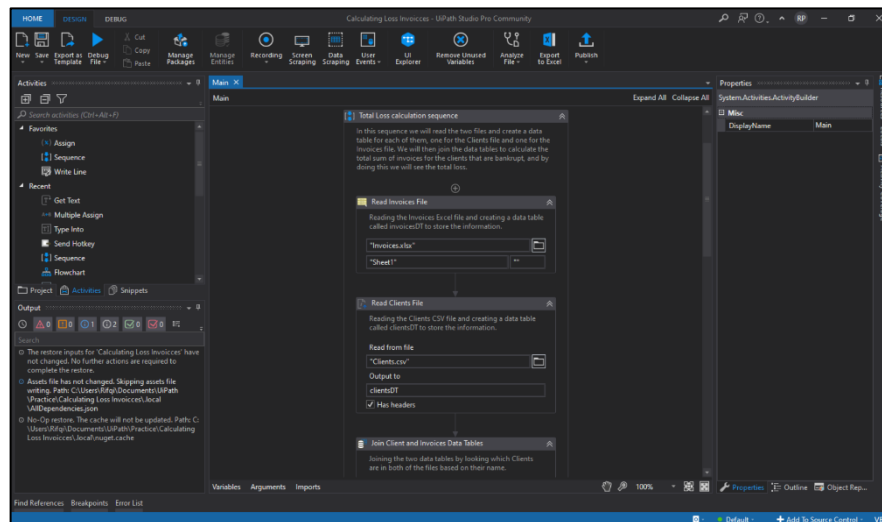 HOME DESIGN DEBUG
Calculating Loss Invoicces - UiPath Studio Pro Community
RP
New Save Export as Template Debug File
Cut
Copy
Paste
Manage Packages
Manage Entities
Recording
Screen Scraping
Data Scraping
User Events
UI Explorer
Remove Unused Variables
Analyze File
Export to Excel
Publish
Activities
Search activities (Ctrl+Alt+F)
Favorites
Assign
Sequence
Write Line
Recent
Get Text
Multiple Assign
Type Into
Send Hotkey
Sequence
Flowchart
Project Activities Snippets
Output
0 0 1 2 0 0
Search
The restore inputs for 'Calculating Loss Invoicces' have
not changed. No further actions are required to
complete the restore.
Assets file has not changed. Skipping assets file
writing. Path: C:\Users\Rifqi\Documents\UiPath
\Practice\Calculating Loss Invoicces\.local
\AllDependencies.json
No-Op restore. The cache will not be updated. Path: C:
\Users\Rifqi\Documents\UiPath\Practice\Calculating
Loss Invoicces\.local\nuget.cache
Find References Breakpoints Error List
Main
Main Expand All Collapse All
Total Loss calculation sequence
In this sequence we will read the two files and create a data
table for each of them, one for the Clients file and one for the
Invoices file. We will then join the data tables to calculate the
total sum of invoices for the clients that are bankrupt, and by
doing this we will see the total loss.
Read Invoices File
Reading the Invoices Excel file and creating a data table
called invoicesDT to store the information.
"Invoices.xlsx"
"Sheet1" ""
Read Clients File
Reading the Clients CSV file and creating a data table
called clientsDT to store the information.
Read from file
"Clients.csv"
Output to
clientsDT
Has headers
Join Client and Invoices Data Tables
Joining the two data tables by looking which Clients
are in both of the files based on their name.
Variables Arguments Imports 100%
Properties
System.Activities.ActivityBuilder
Misc
DisplayName Main
Properties Outline Object Rep...
Default Add To Source Control